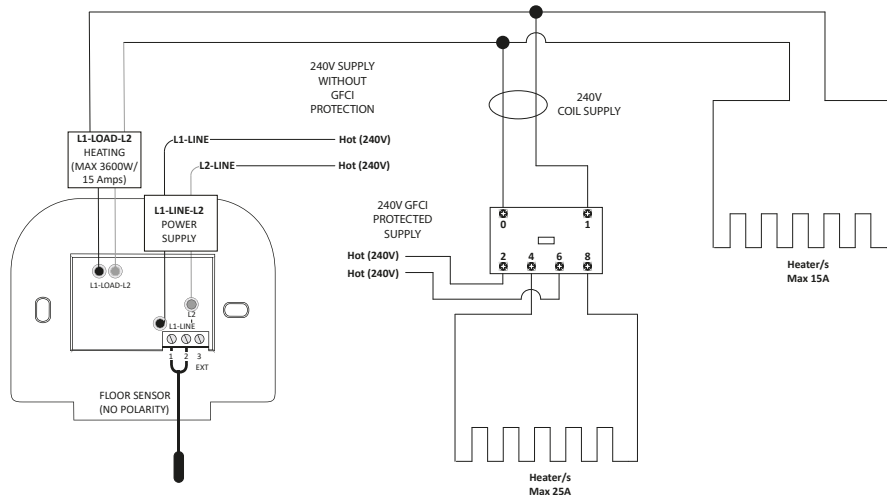 240V SUPPLY
WITHOUT
GFCI
PROTECTION
240V
COIL SUPPLY
L1-LOAD-L2
HEATING
(MAX 3600W/
15 Amps)
L1-LINE
Hot (240V)
L2-LINE
Hot (240V)
L1-LINE-L2
POWER
SUPPLY
240V GFCI
PROTECTED
SUPPLY
Hot (240V)
Hot (240V)
0 1
2 4 6 8
Heater/s
Max 15A
L1-LOAD-L2
L2
L1-LINE
1 2 3
EXT
FLOOR SENSOR
(NO POLARITY)
Heater/s
Max 25A